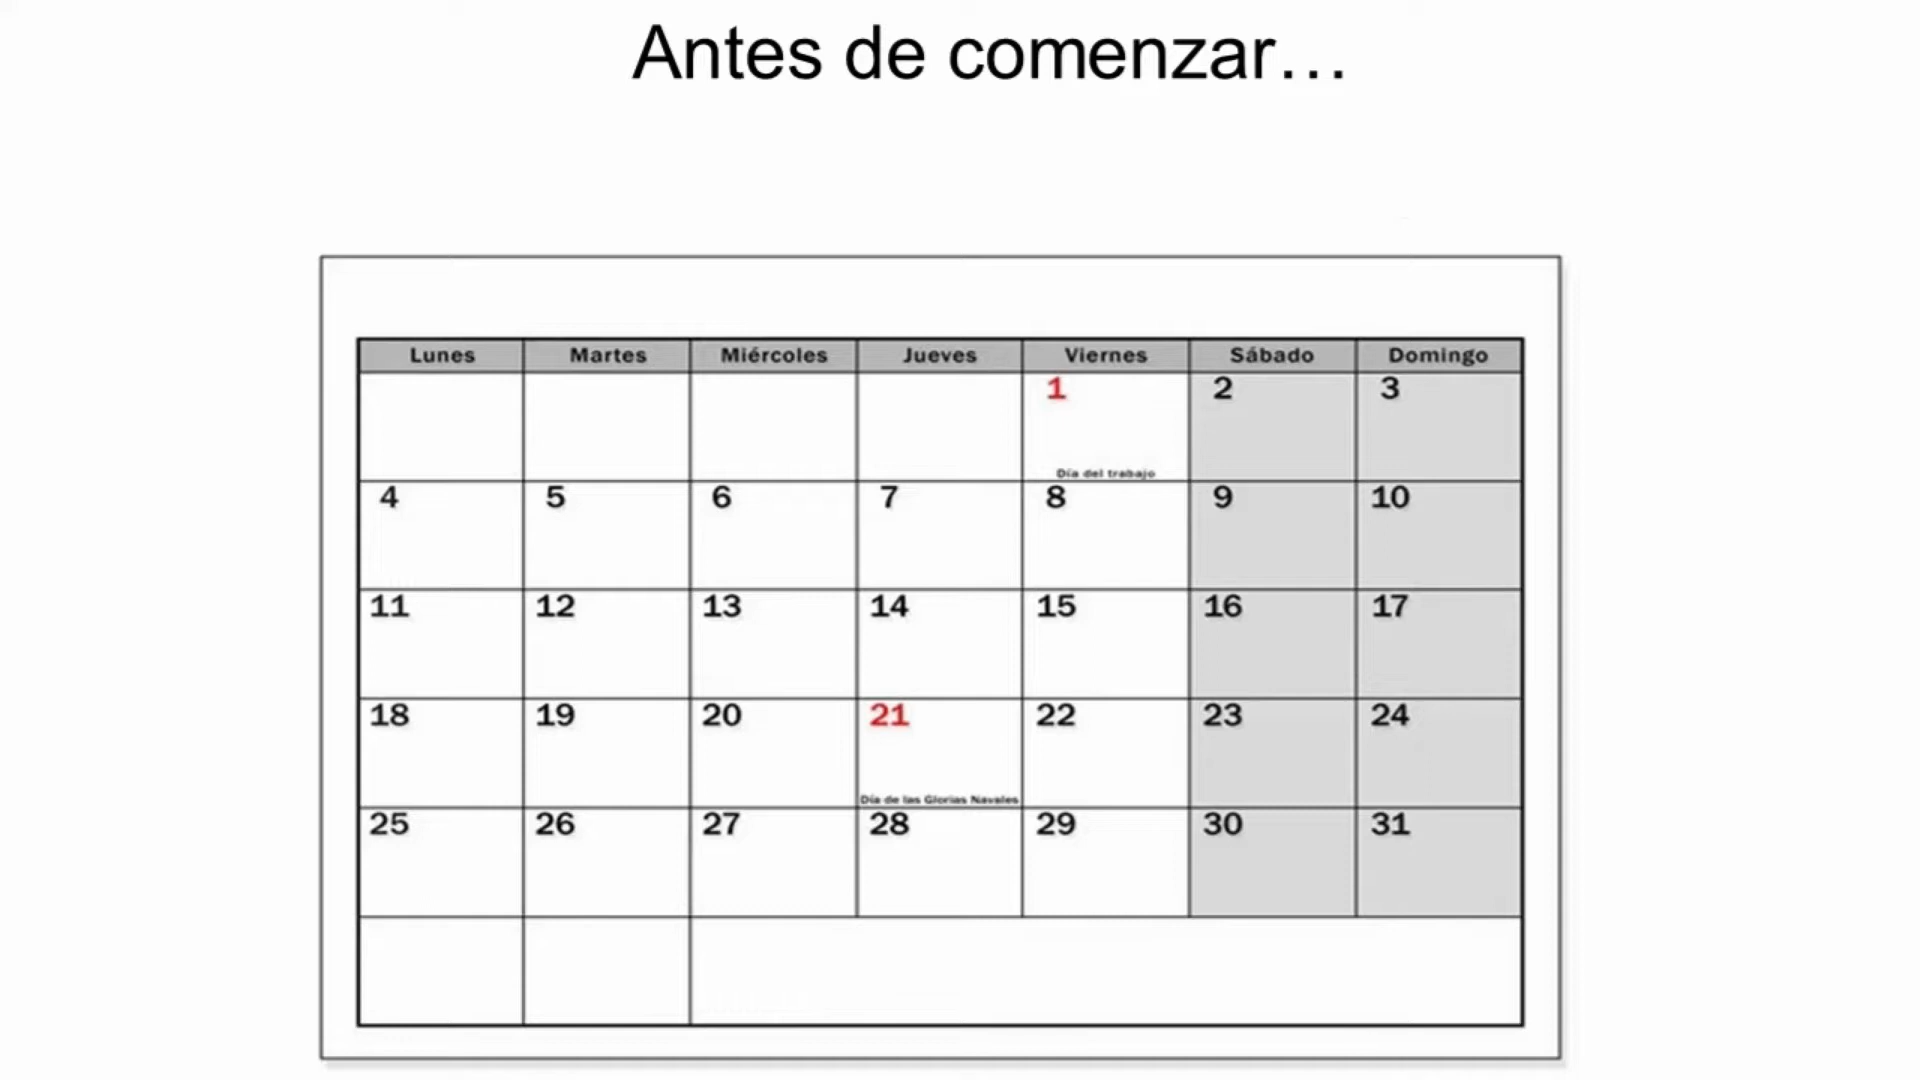 Antes de comenzar...
Lunes Martes Miércoles Jueves Viernes Sábado Domingo
1 2 3
Día del trabajo
4 5 6 7 8 9 10
11 12 13 14 15 16 17
18 19 20 21 22 23 24
Día de las Glorias Navales
25 26 27 28 29 30 31